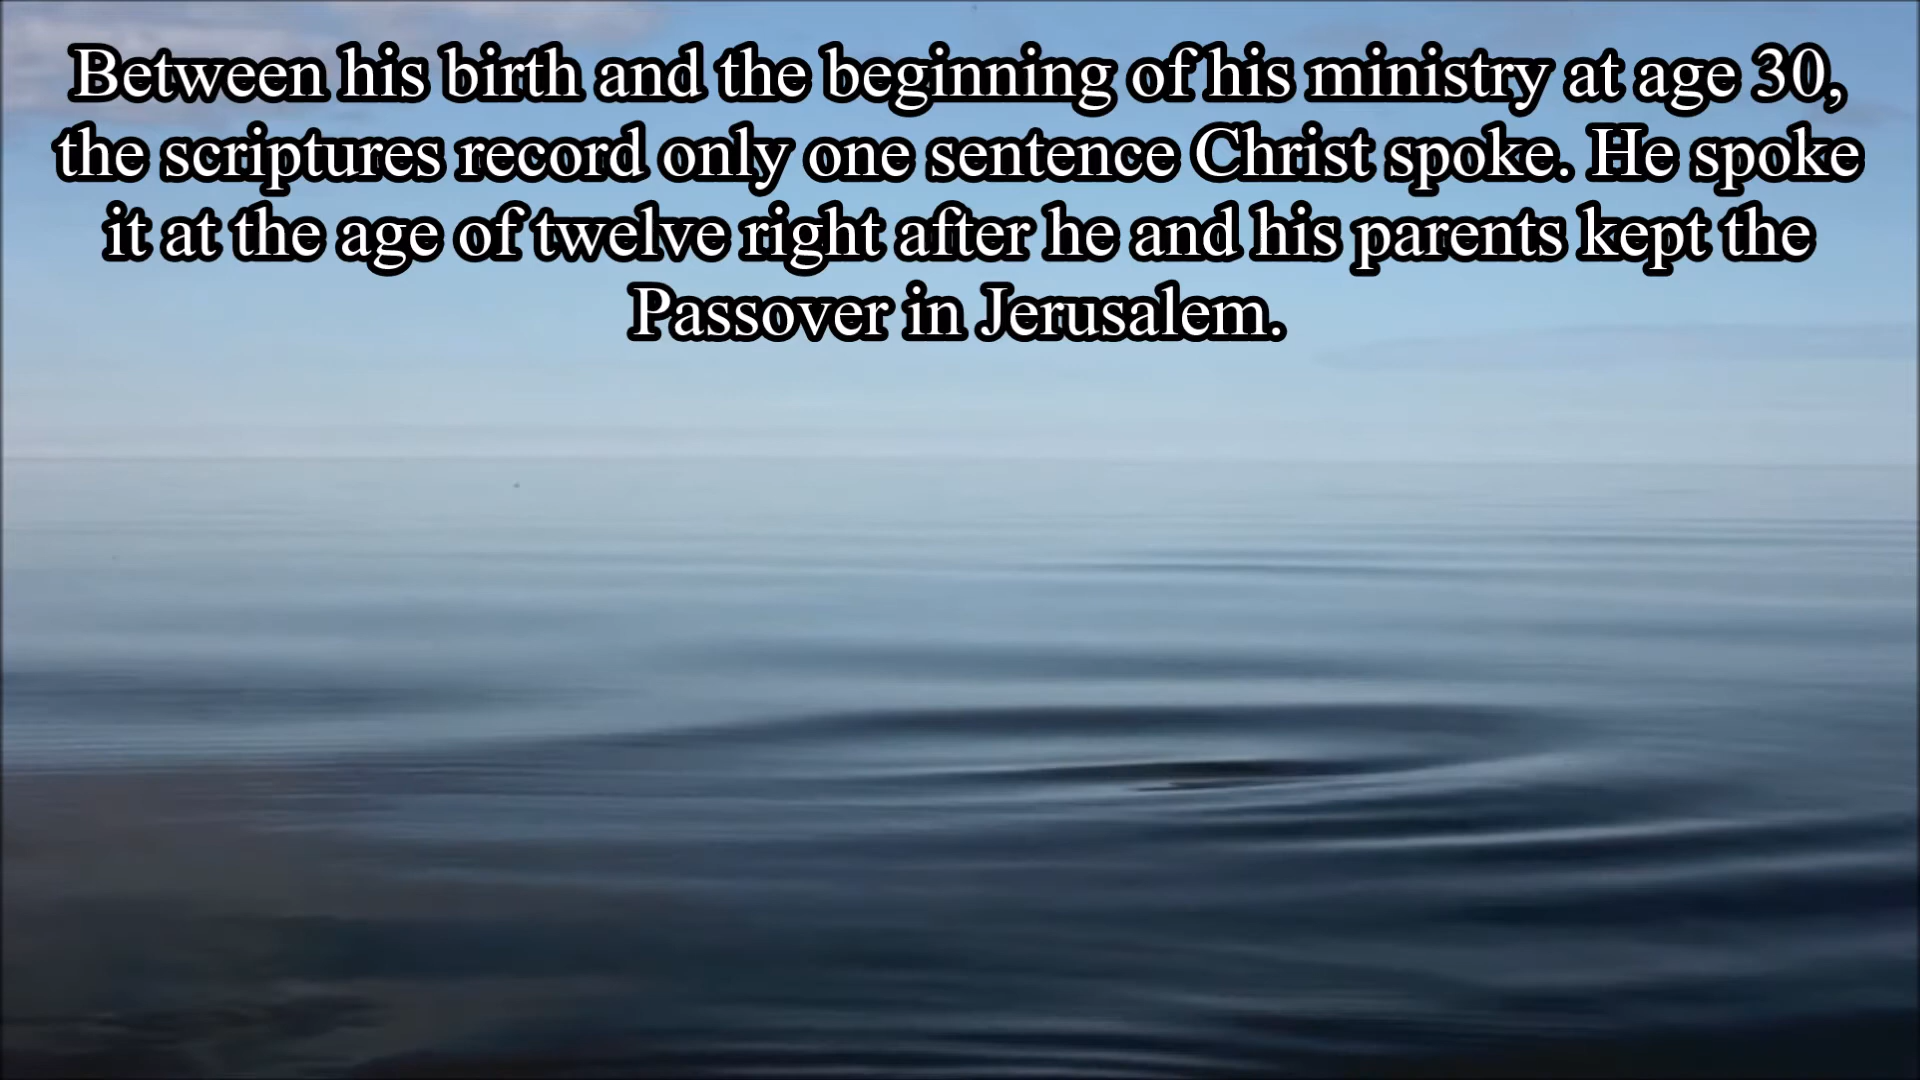 Between his birth and the beginning of his ministry at age 30,
the scriptures record only one sentence Christ spoke. He spoke
it at the age of twelve right after he and his parents kept the
Passover in Jerusalem.